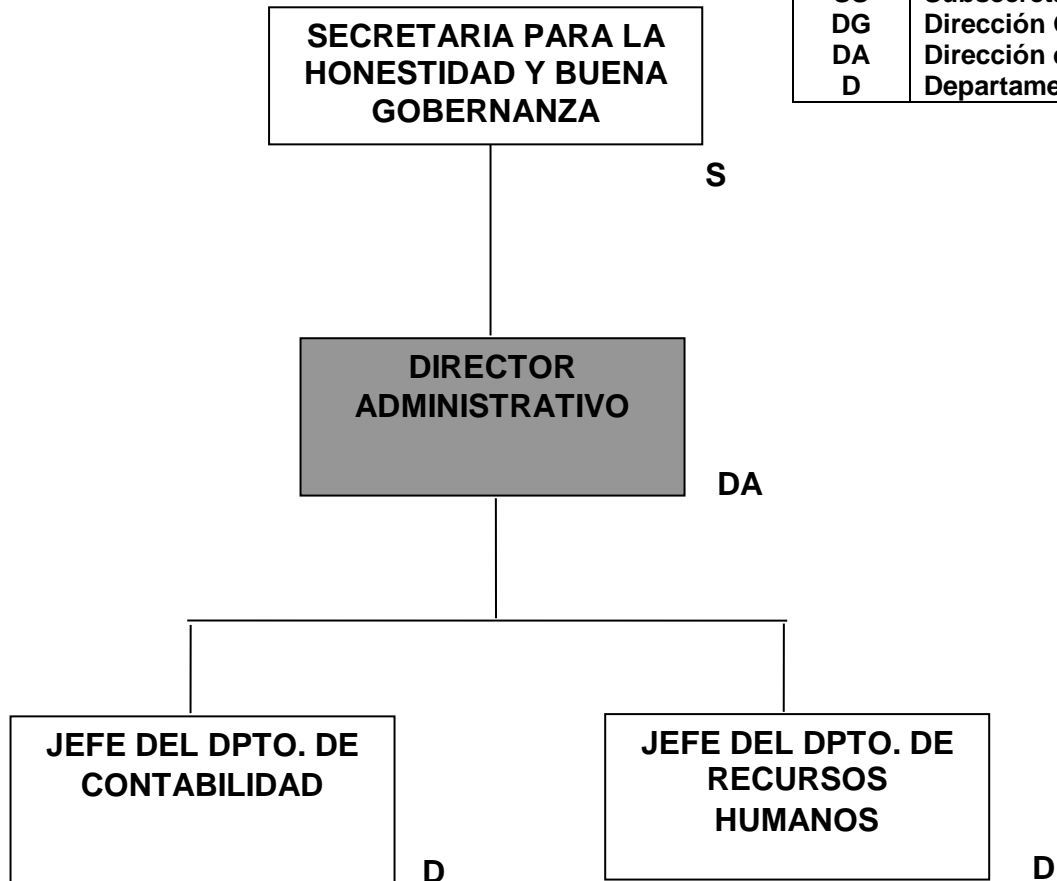 SECRETARIA PARA LA
HONESTIDAD Y BUENA
GOBERNANZA
S
DG Dirección
DA Dirección
D
DIRECTOR
ADMINISTRATIVO
DA
JEFE DEL DPTO. DE
CONTABILIDAD
D
JEFE DEL DPTO. DE
RECURSOS
HUMANOS
D